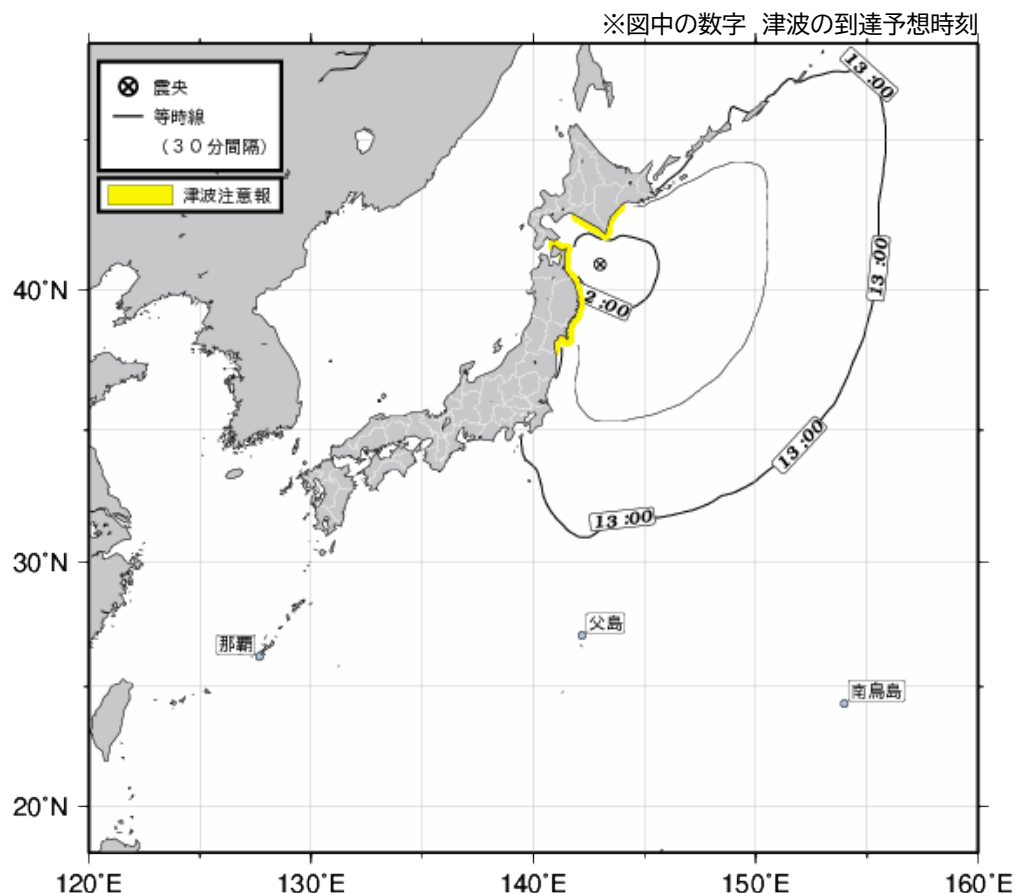 ※図中の数字 津波の到達予想時刻
震央
等時線
（３０分間隔）
津波注意報
13:00
13:00
40°N
2:00
13:00
13:00
30°N
父島
那覇
南鳥島
20°N
120°E
130°E
140°E
150°E
160°E